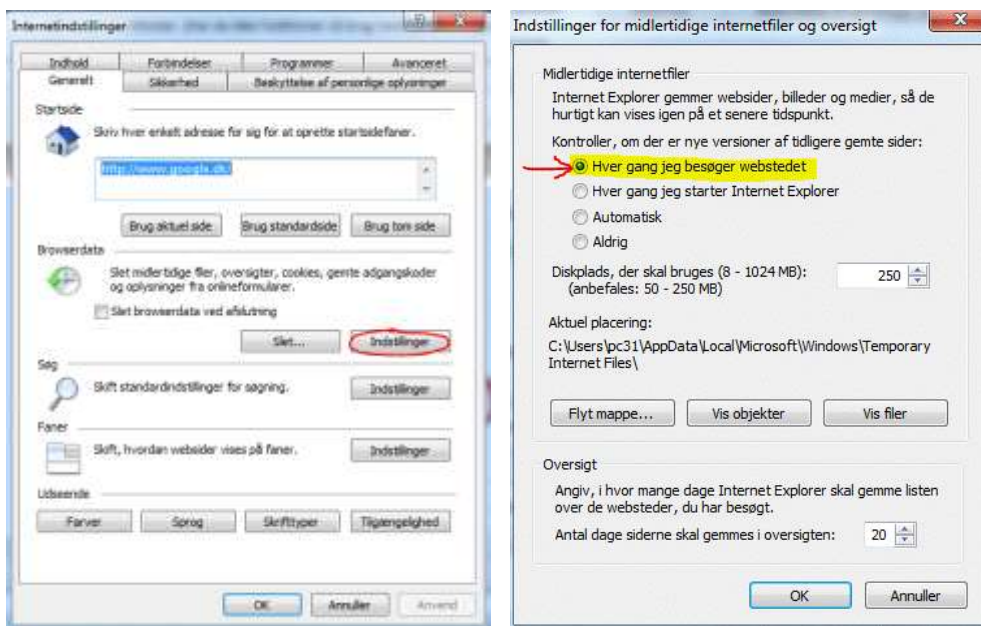 Internetindstillinger
Indhold Forbindelser Programmer Avanceret
Generelt Sikkerhed Beskyttelse af personlige oplysninger
Startside
Skriv hver enkelt adresse for sig for at oprette startsidefaner.
http://www.google.dk/
Brug aktuel side Brug standardside Brug tom side
Browserdata
Slet midlertidige filer, oversigter, cookies, gemte adgangskoder
og oplysninger fra onlineformularer.
Slet browserdata ved afslutning
Slet... Indstillinger
Søg
Skift standardindstillinger for søgning. Indstillinger
Faner
Skift, hvordan websider vises på faner. Indstillinger
Udseende
Farver Sprog Skrifttyper Tilgængelighed
OK Annuller Anvend
Indstillinger for midlertidige internetfiler og oversigt
Midlertidige internetfiler
Internet Explorer gemmer websider, billeder og medier, så de
hurtigt kan vises igen på et senere tidspunkt.
Kontroller, om der er nye versioner af tidligere gemte sider:
Hver gang jeg besøger webstedet
Hver gang jeg starter Internet Explorer
Automatisk
Aldrig
Diskplads, der skal bruges (8 - 1024 MB): 250
(anbefales: 50 - 250 MB)
Aktuel placering:
C:\Users\pc31\AppData\Local\Microsoft\Windows\Temporary
Internet Files\
Flyt mappe... Vis objekter Vis filer
Oversigt
Angiv, i hvor mange dage Internet Explorer skal gemme listen
over de websteder, du har besøgt.
Antal dage siderne skal gemmes i oversigten: 20
OK Annuller